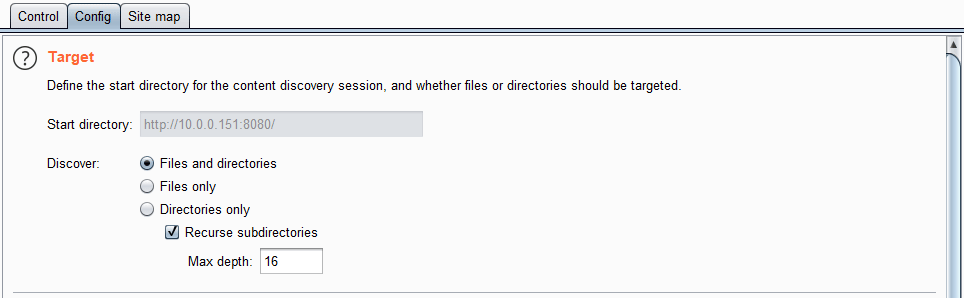 Control Config Site map
? Target
Define the start directory for the content discovery session, and whether files or directories should be targeted.
Start directory: http://10.0.0.151:8080/
Discover: Files and directories
Files only
Directories only
Recurse subdirectories
Max depth: 16